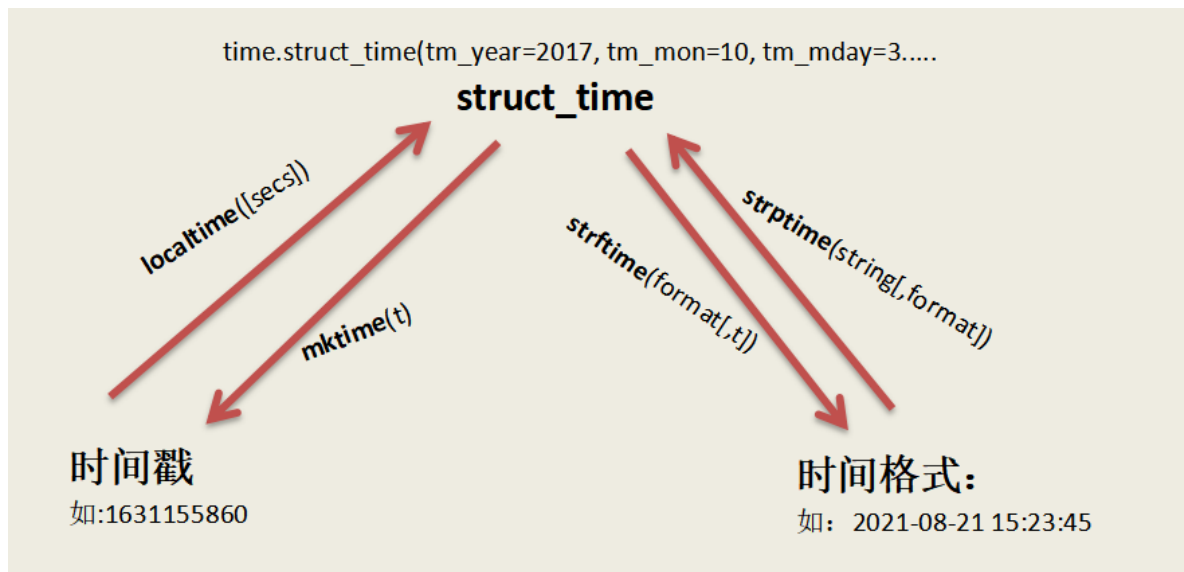 time.struct_time(tm_year=2017, tm_mon=10, tm_mday=3.....
struct_time
localtime([secs])
mktime(t)
strftime(format[,t])
strptime(string[,format])
时间戳
如:1631155860
时间格式：
如：2021-08-21 15:23:45